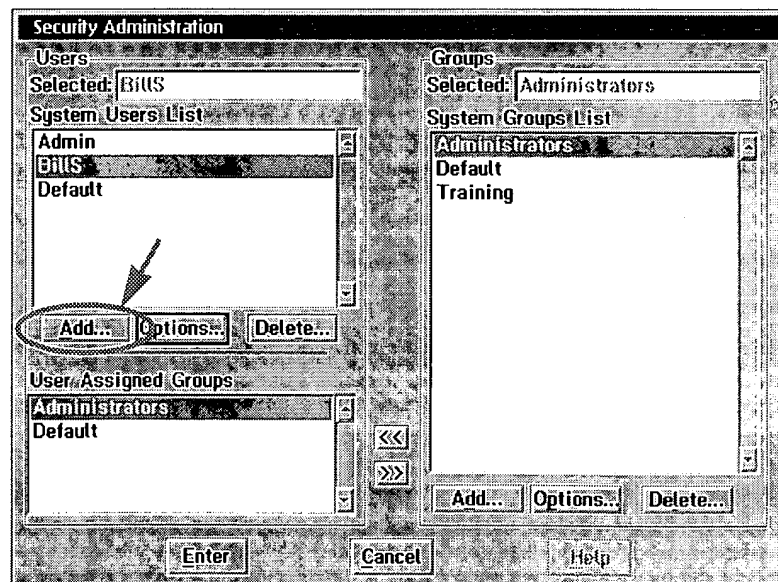 Security Administration
Users
Selected: BillS
System Users List
Admin
BillS
Default
Add... Options... Delete...
User Assigned Groups
Administrators
Default
<<
>>
Groups
Selected: Administrators
System Groups List
Administrators
Default
Training
Add... Options... Delete...
Enter Cancel Help